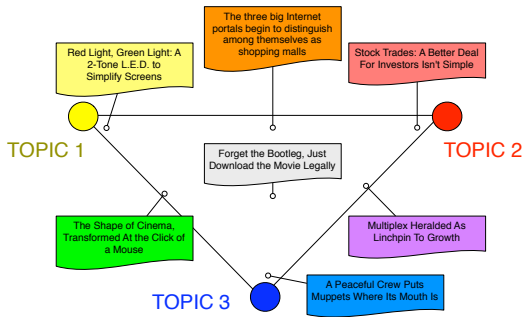 The three big Internet
portals begin to distinguish
among themselves as
shopping malls
Red Light, Green Light: A
2-Tone L.E.D. to
Simplify Screens
Stock Trades: A Better Deal
For Investors Isn't Simple
TOPIC 1
TOPIC 2
Forget the Bootleg, Just
Download the Movie Legally
The Shape of Cinema,
Transformed At the Click of
a Mouse
Multiplex Heralded As
Linchpin To Growth
TOPIC 3
A Peaceful Crew Puts
Muppets Where Its Mouth Is